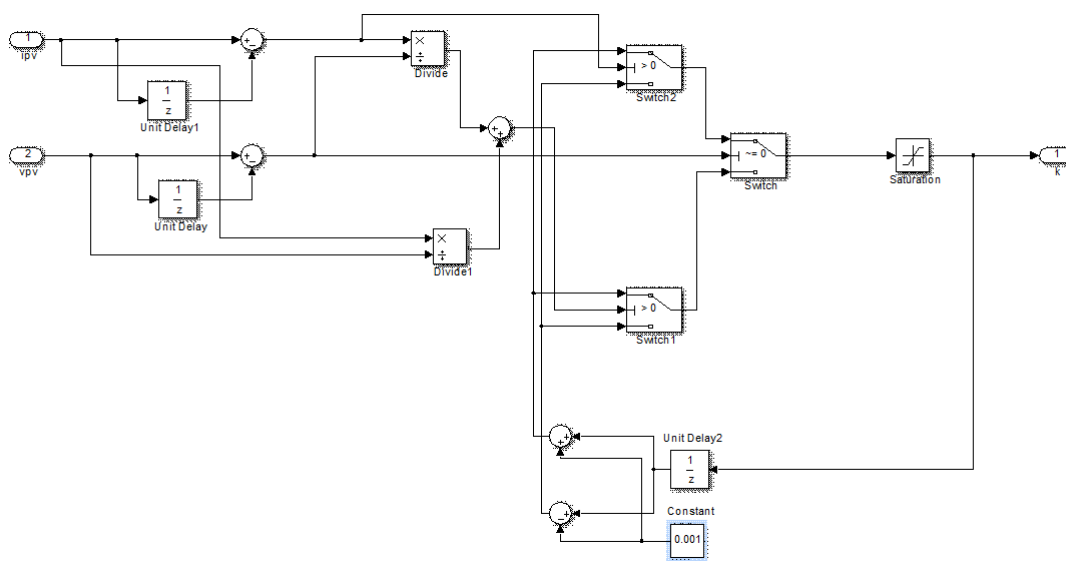 1
ipv
1
z
Unit Delay1
2
vpv
1
z
Unit Delay
+
-
+
-
×
÷
Divide
+
+
×
÷
Divide1
> 0
Switch2
~= 0
Switch
Saturation
1
k
> 0
Switch1
+
+
Unit Delay2
1
z
+
-
Constant
0.001